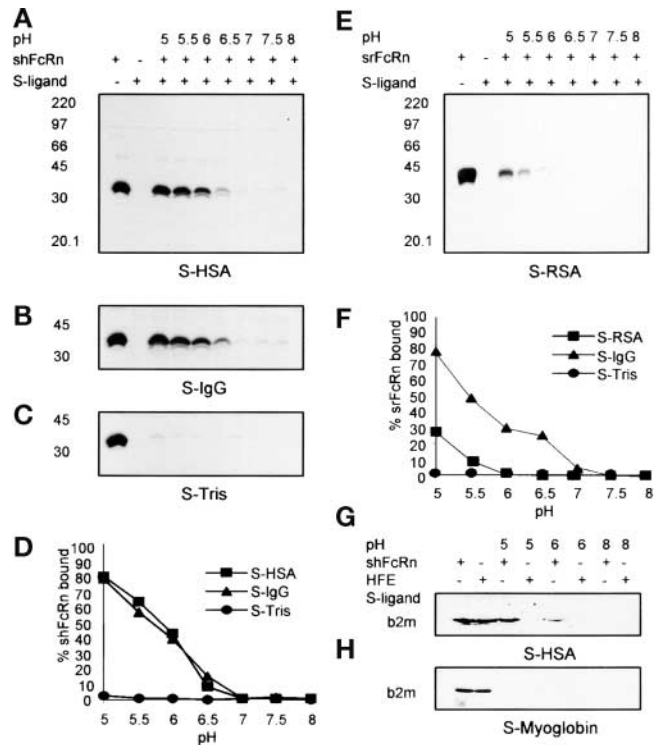 A
pH 5 5.5 6 6.5 7 7.5 8
shFcRn + - + + + + + + +
S-ligand - + + + + + + + +
220
97
66
45
30
20.1
S-HSA
B
45
30
S-IgG
C
45
30
S-Tris
D
% shFcRn bound
90
80
70
60
50
40
30
20
10
0
S-HSA
S-IgG
S-Tris
5 5.5 6 6.5 7 7.5 8
pH
E
pH 5 5.5 6 6.5 7 7.5 8
srFcRn + - + + + + + + +
S-ligand - + + + + + + + +
220
97
66
45
30
20.1
S-RSA
F
% srFcRn bound
100
90
80
70
60
50
40
30
20
10
0
S-RSA
S-IgG
S-Tris
5 5.5 6 6.5 7 7.5 8
pH
G
pH 5 5 6 6 8 8
shFcRn + - + - + - + -
HFE - + - + - + - +
S-ligand
b2m
S-HSA
H
b2m
S-Myoglobin